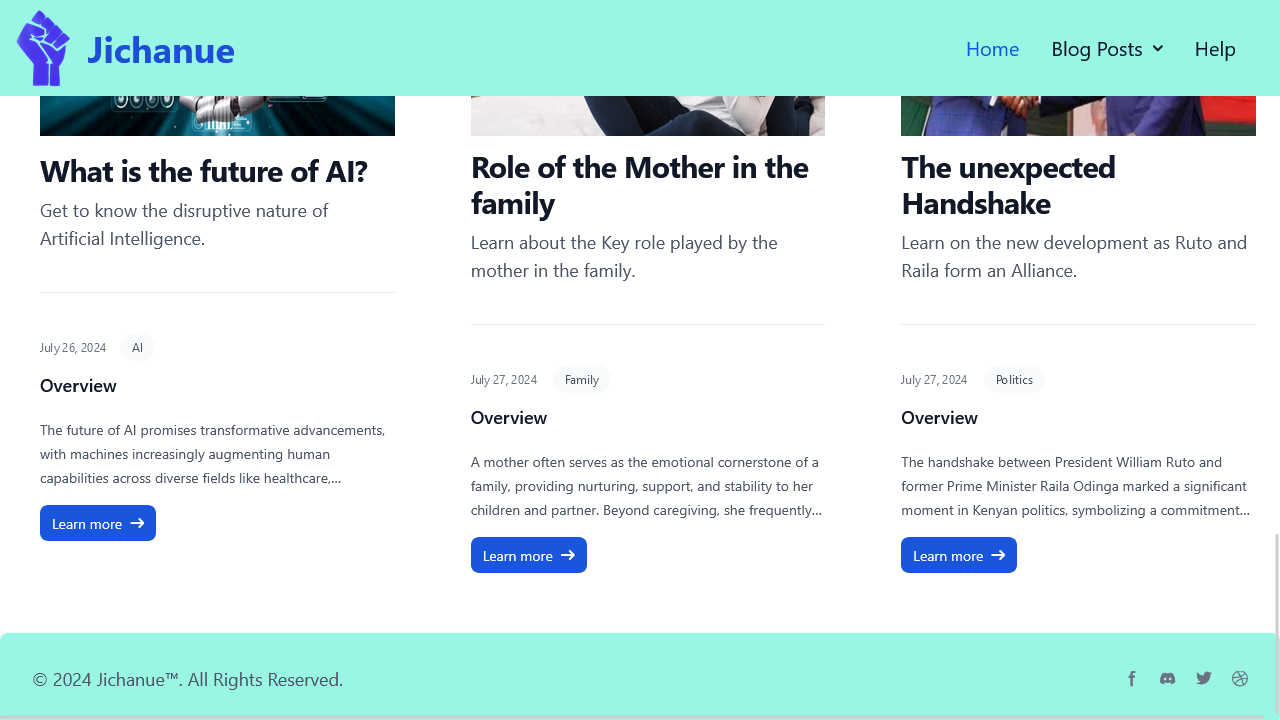 Jichanue
Home
Blog Posts
Help
What is the future of AI?
Get to know the disruptive nature of
Artificial Intelligence.
July 26, 2024
AI
Overview
The future of AI promises transformative advancements,
with machines increasingly augmenting human
capabilities across diverse fields like healthcare,...
Learn more
Role of the Mother in the
family
Learn about the Key role played by the
mother in the family.
July 27, 2024
Family
Overview
A mother often serves as the emotional cornerstone of a
family, providing nurturing, support, and stability to her
children and partner. Beyond caregiving, she frequently...
Learn more
The unexpected
Handshake
Learn on the new development as Ruto and
Raila form an Alliance.
July 27, 2024
Politics
Overview
The handshake between President William Ruto and
former Prime Minister Raila Odinga marked a significant
moment in Kenyan politics, symbolizing a commitment...
Learn more
© 2024 Jichanue™. All Rights Reserved.